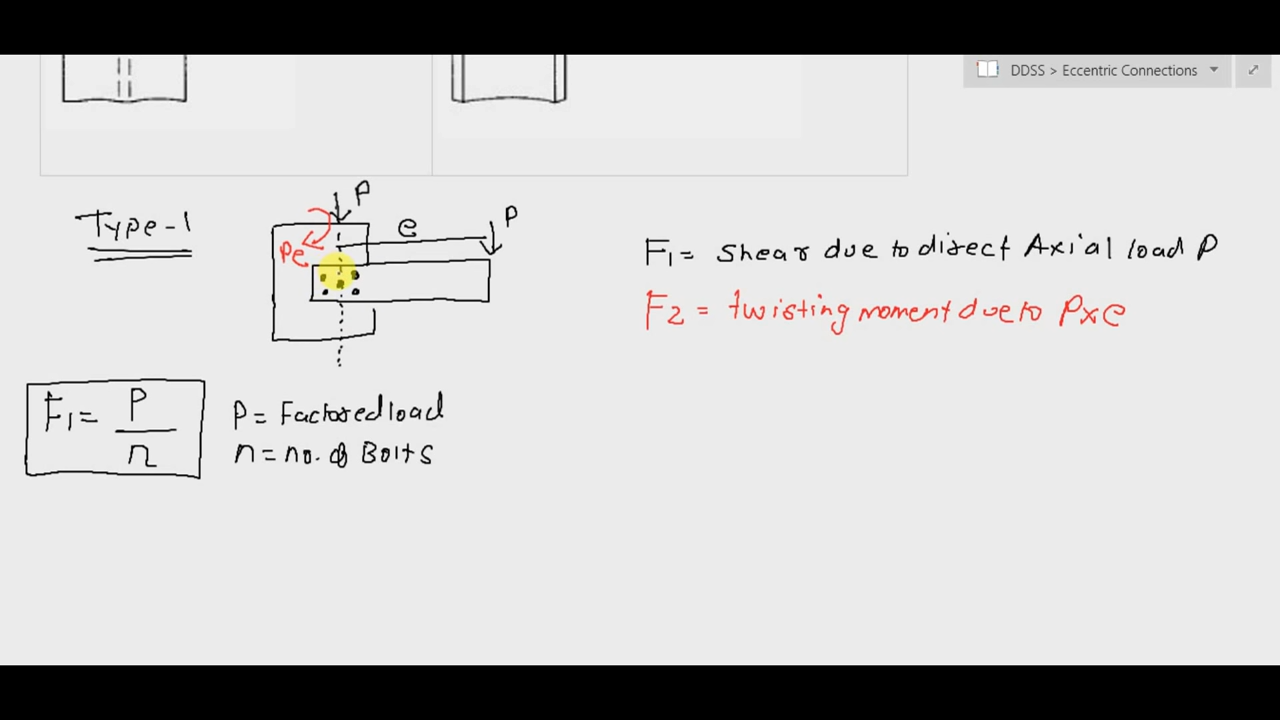 DDSS > Eccentric Connections
P
Type-1
e
P
Pe
F1 = Shear due to direct Axial load P
F2 = twisting moment due to P×e
F1 = P/n
P = Factored load
n = no. of Bolts